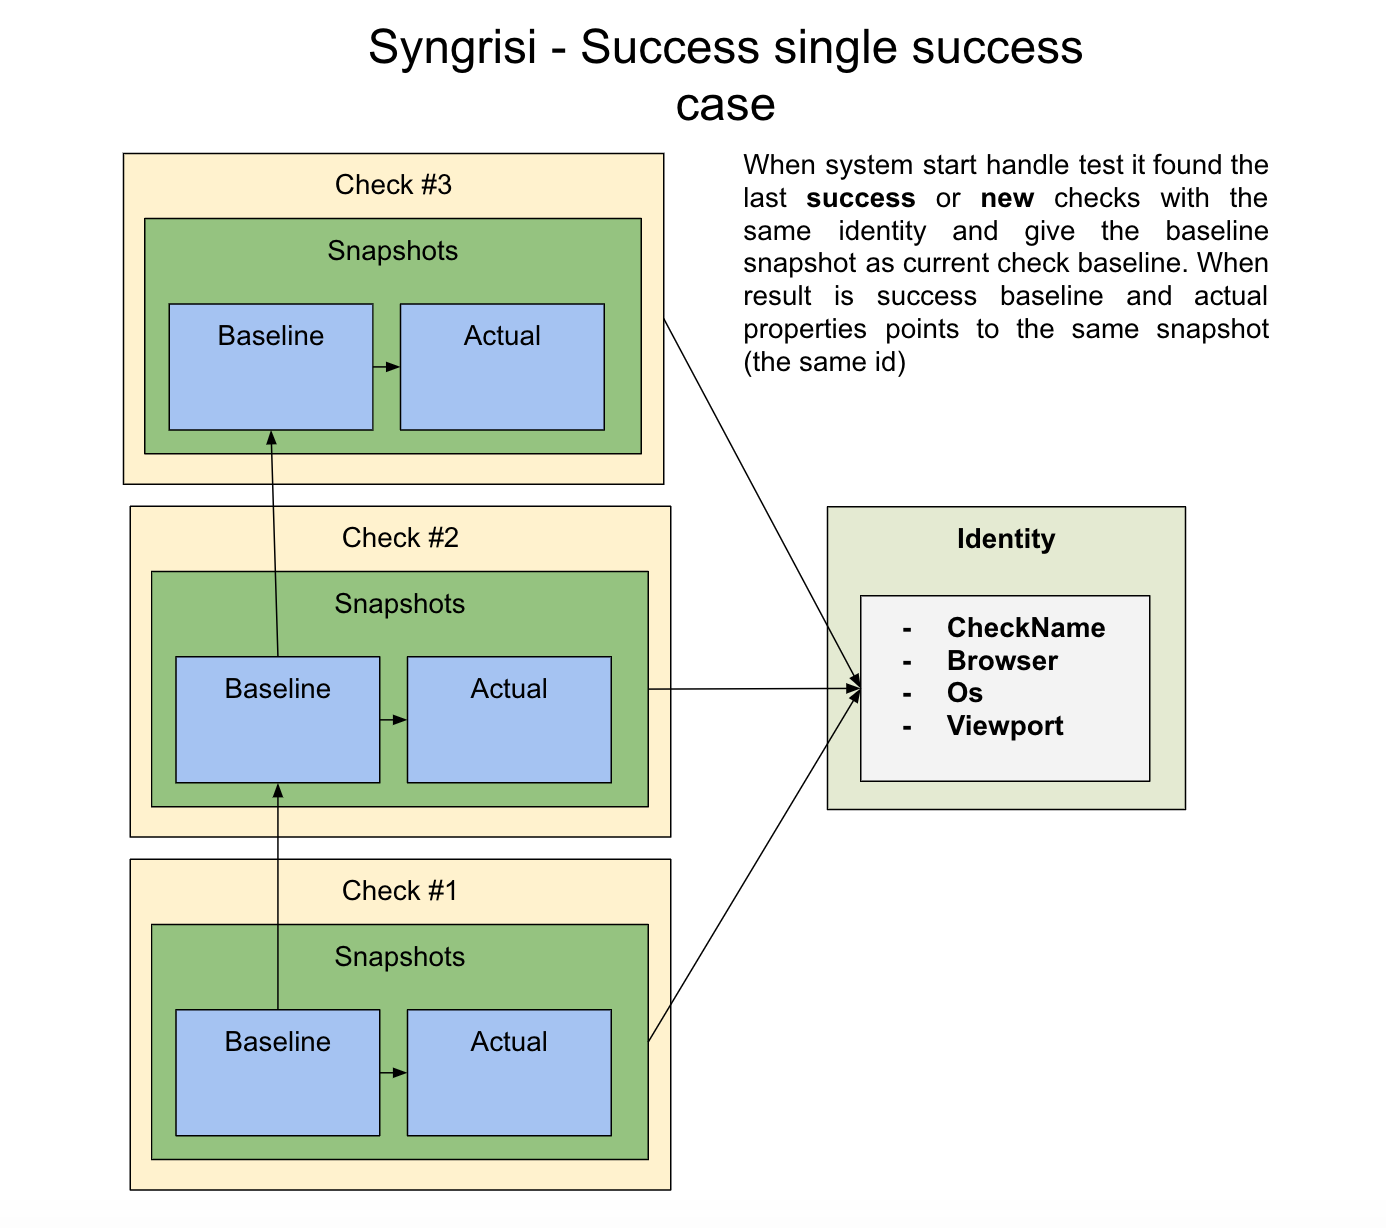 Syngrisi - Success single success
case
When system start handle test it found the
last success or new checks with the
same identity and give the baseline
snapshot as current check baseline. When
result is success baseline and actual
properties points to the same snapshot
(the same id)
Check #3
Snapshots
Baseline
Actual
Check #2
Snapshots
Baseline
Actual
Identity
- CheckName
- Browser
- Os
- Viewport
Check #1
Snapshots
Baseline
Actual